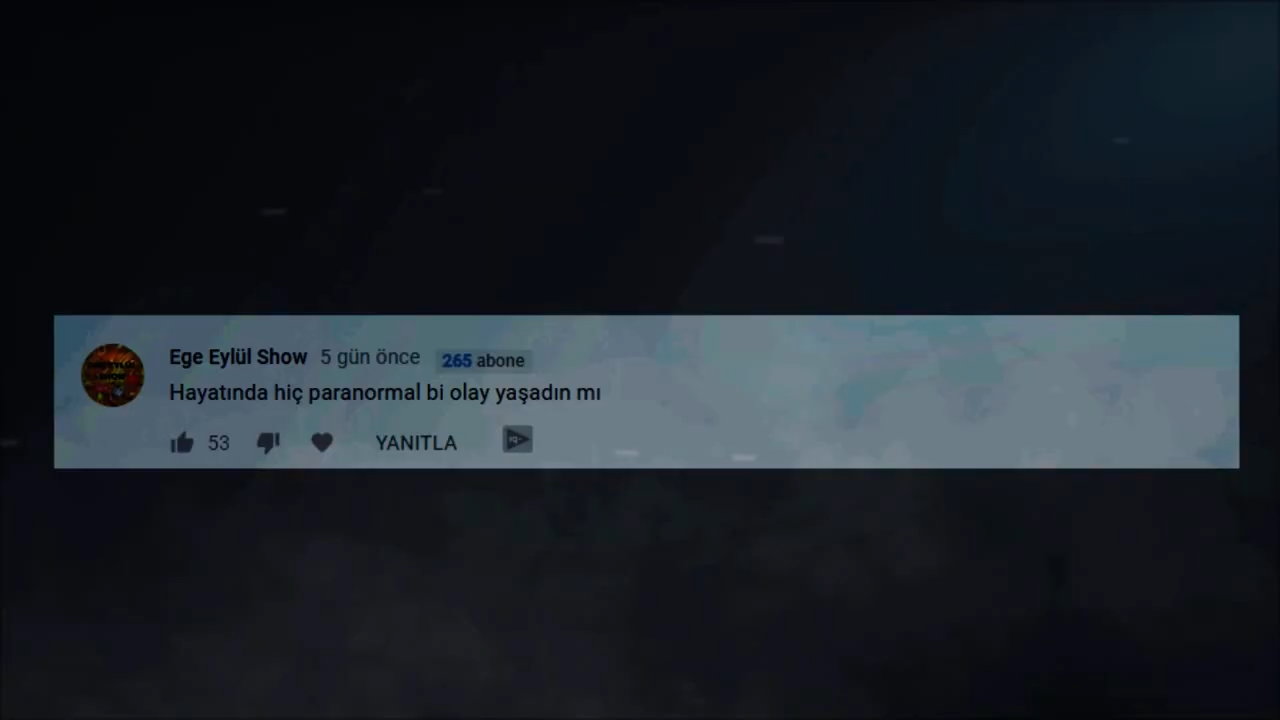 Ege Eylül Show 5 gün önce 265 abone
Hayatında hiç paranormal bi olay yaşadın mı
53 YANITLA